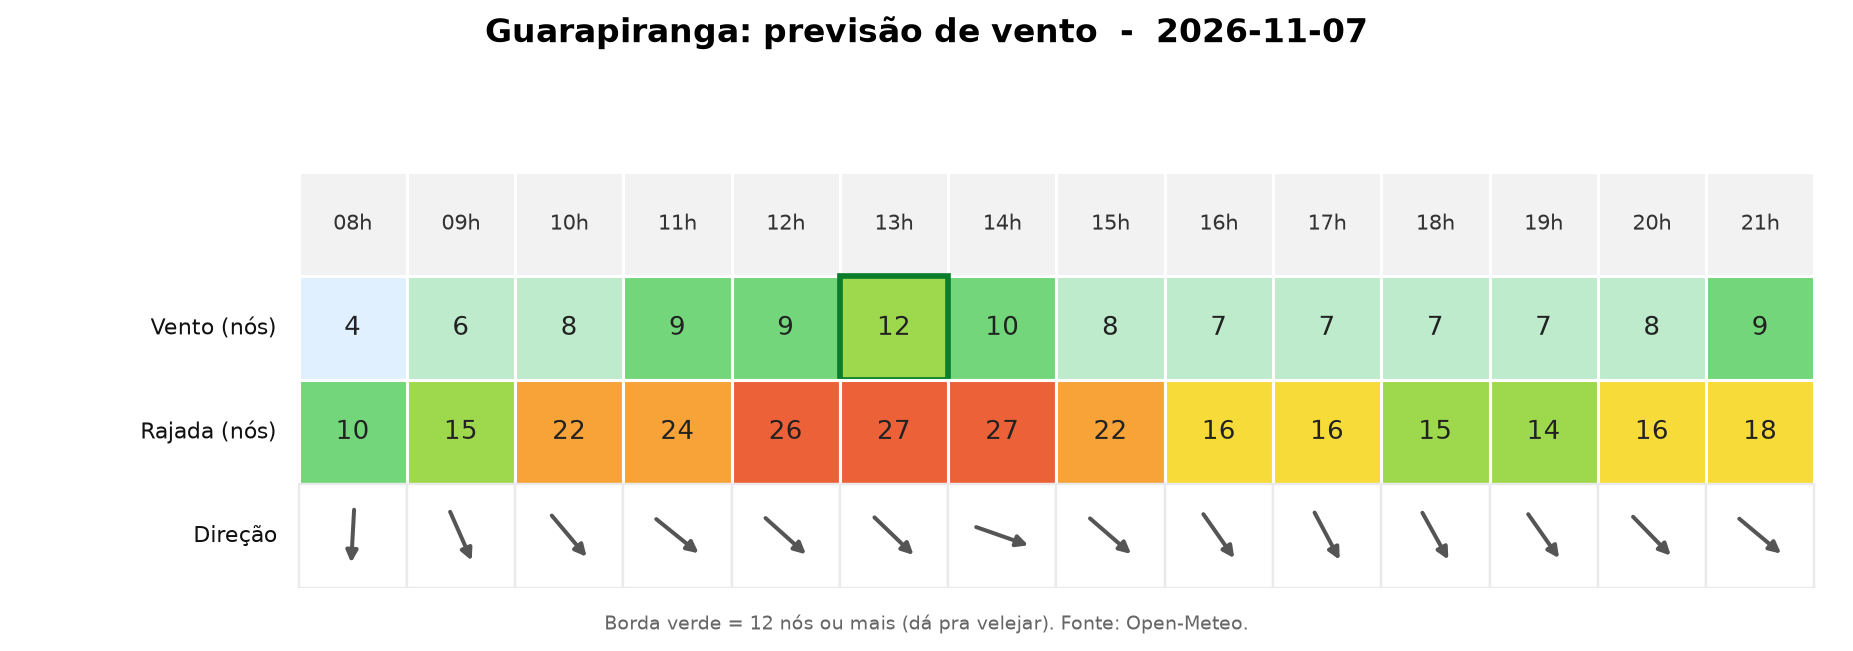 Guarapiranga: previsão de vento  -  2026-11-07
08h 09h 10h 11h 12h 13h 14h 15h 16h 17h 18h 19h 20h 21h
Vento (nós) 4 6 8 9 9 12 10 8 7 7 7 7 8 9
Rajada (nós) 10 15 22 24 26 27 27 22 16 16 15 14 16 18
Direção
Borda verde = 12 nós ou mais (dá pra velejar). Fonte: Open-Meteo.